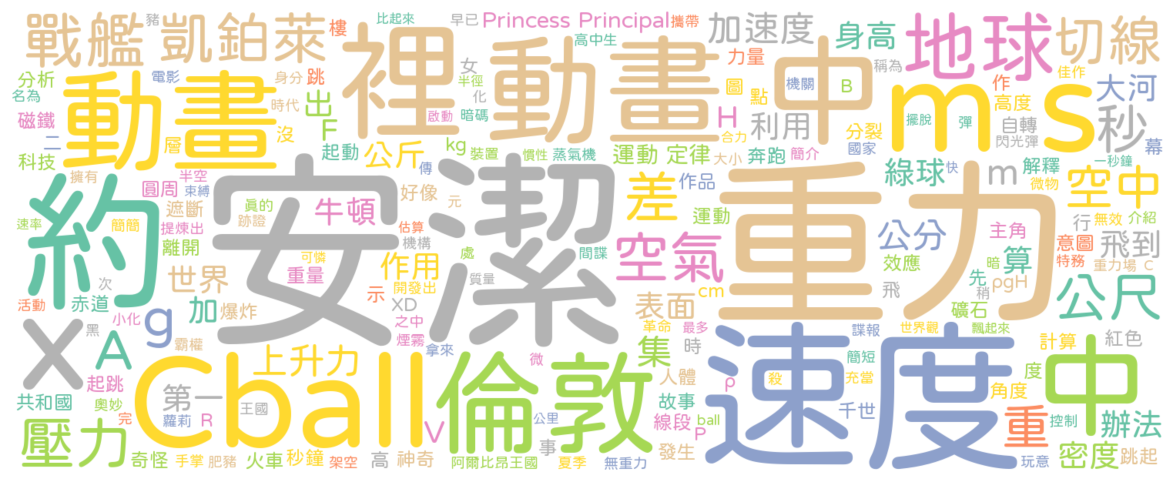 戰艦 豬 凱鉑萊 樓 裡 比起來 早已 Princess Principal 攜帶 加速度 身高 地球 切線
高中生 力量 稱為 佳作
分析 名為 動畫 電影 身分 跳 出 女 動畫 圖 中 機關 B m s 作 高度 大河
磁鐵 時代 F 半徑 化 暗碼 啟動 H 點 利用 分裂 擺脫 彈 自轉 秒
二 層 沒 起動 公斤 kg 裝置 慣性 蒸氣機 運動 定律 合力 大小 奔跑 簡介 國家 閃光彈 幕
科技 擁有 半空 傳 一秒鐘
約 圓周 束縛 安潔 好像 元 差 作品 重力 綠球 快 m 解釋 微物 空中
速率 簡簡 遮斷 真的 跡證 牛頓 估算 運動 公分 主角 行 無效 介紹
提煉出 離開 機構 處 間諜 空氣 效應 意圖 飛到
世界 可憐 重量 作用 開發出 質量 cm 表面 飛 先 暗 算 特務 重力場 C
活動 赤道 次 加 爆炸 示 XD 稍 pgH 公尺
X 小化 黑 g 之中 煙霧 革命 最多 諜報 礦石 世界觀 飄起來
A 霸權 上升力 拿來 微 集 時 速度 簡短 計算 紅色
起跳 Cball 倫敦 人體 ρ 殺 充當 角度 度 中
共和國 奧妙 第一 王國 故事 千世
完 蘿莉 R V 公里 線段 P ball 重 控制 辦法
壓力 奇怪 手掌 肥豬 火車 秒鐘 架空 高 神奇 阿爾比昂王國 事 夏季 無重力 發生 玩意 密度 跳起